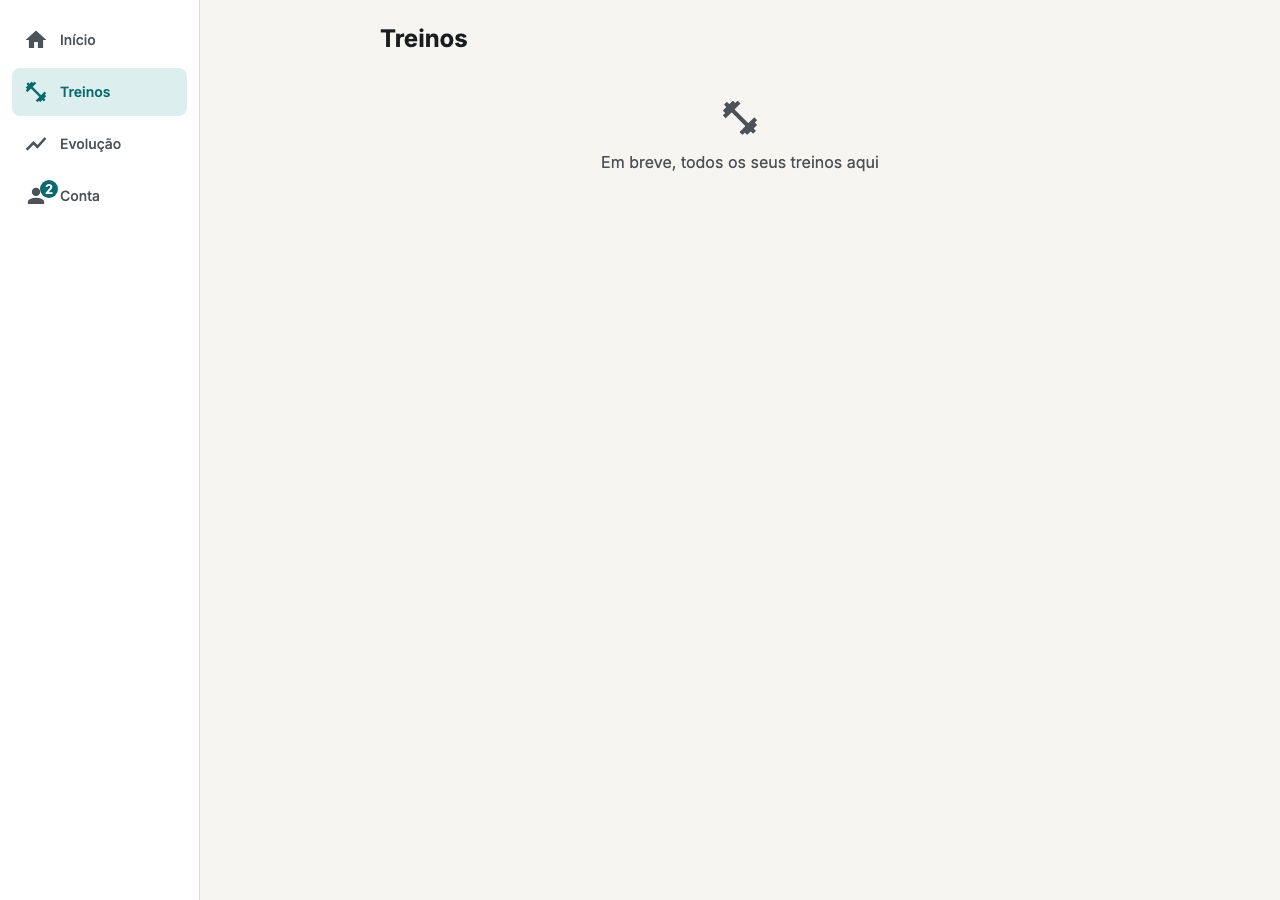 Início
Treinos
Evolução
2
Conta
Treinos
Em breve, todos os seus treinos aqui